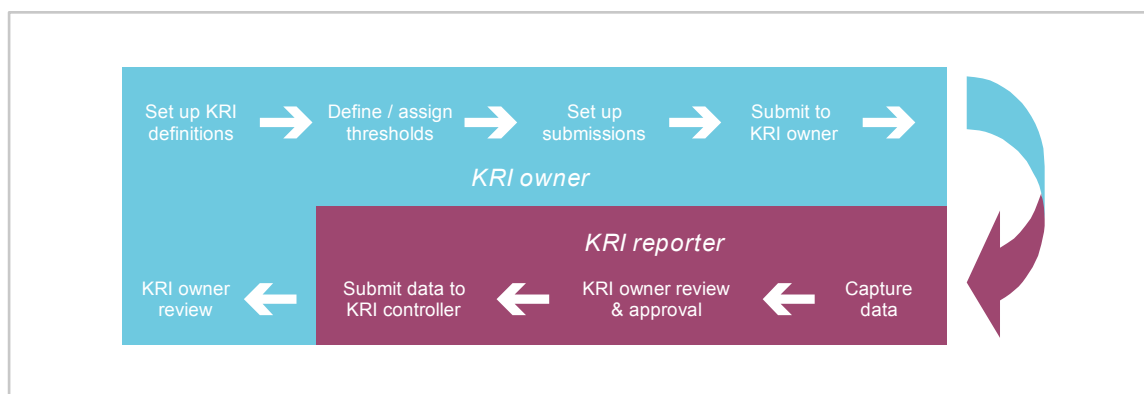 Set up KRI
definitions
Define / assign
thresholds
Set up
submissions
Submit to
KRI owner
KRI owner
KRI reporter
KRI owner
review
Submit data to
KRI controller
KRI owner review
& approval
Capture
data